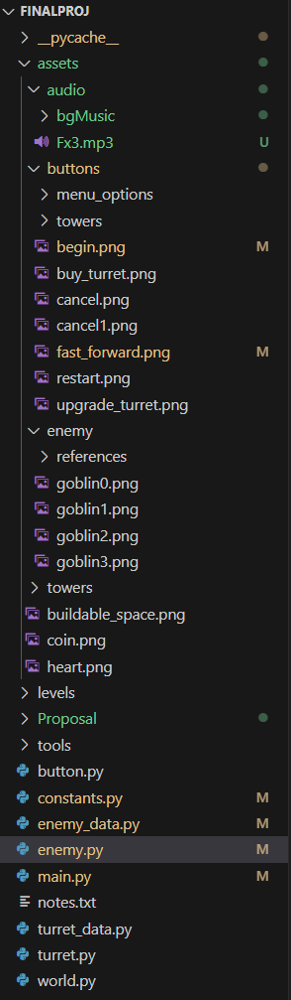 FINALPROJ
__pycache__
assets
audio
bgMusic
Fx3.mp3 U
buttons
menu_options
towers
begin.png M
buy_turret.png
cancel.png
cancel1.png
fast_forward.png M
restart.png
upgrade_turret.png
enemy
references
goblin0.png
goblin1.png
goblin2.png
goblin3.png
towers
buildable_space.png
coin.png
heart.png
levels
Proposal
tools
button.py
constants.py M
enemy_data.py M
enemy.py M
main.py M
notes.txt
turret_data.py
turret.py
world.py